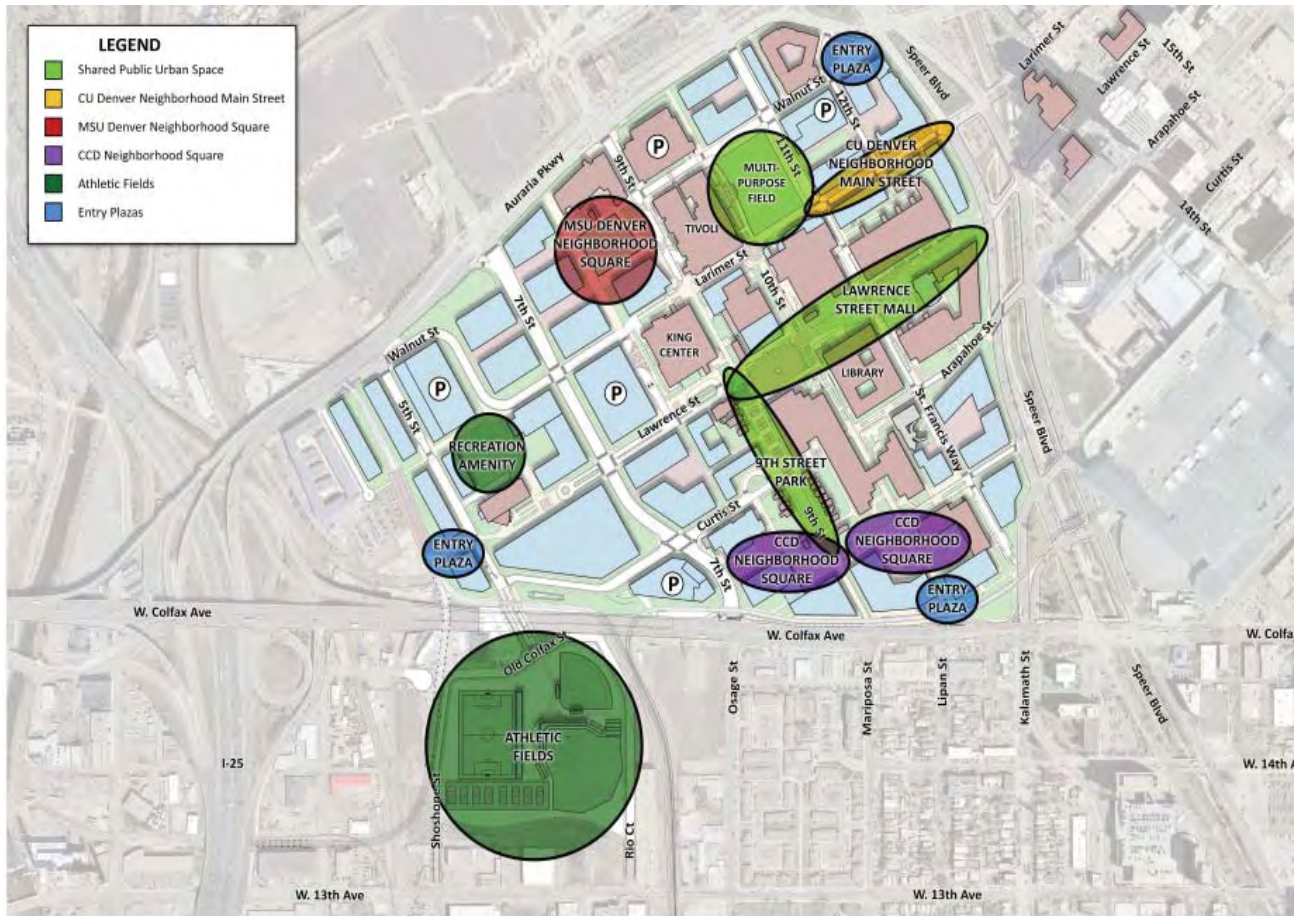 LEGEND
Shared Public Urban Space
CU Denver Neighborhood Main Street
MSU Denver Neighborhood Square
CCD Neighborhood Square
Athletic Fields
Entry Plazas
ENTRY
PLAZA
Speer Blvd
Larimer St
Lawrence St
15th St
Arapahoe St
Curtis St
14th St
Walnut St
12th St
P
P
Auraria Pkwy
9th St
11th St
MULTI-
PURPOSE
FIELD
CU DENVER
NEIGHBORHOOD
MAIN STREET
MSU DENVER
NEIGHBORHOOD
SQUARE
TIVOLI
Larimer St
10th St
LAWRENCE
STREET MALL
7th St
KING
CENTER
LIBRARY
Arapahoe St.
Walnut St
P
P
5th St
Lawrence St
St. Francis Way
Speer Blvd
RECREATION
AMENITY
9TH STREET
PARK
Curtis St
9th St
ENTRY
PLAZA
CCD
NEIGHBORHOOD
SQUARE
CCD
NEIGHBORHOOD
SQUARE
P
7th St
ENTRY
PLAZA
W. Colfax Ave
W. Colfax Ave
W. Colfa
Old Colfax St
Osage St
Mariposa St
Lipan St
Kalamath St
Speer Blvd
ATHLETIC
FIELDS
I-25
Shoshone St
Rio Ct
W. 14th A
W. 13th Ave
W. 13th Ave